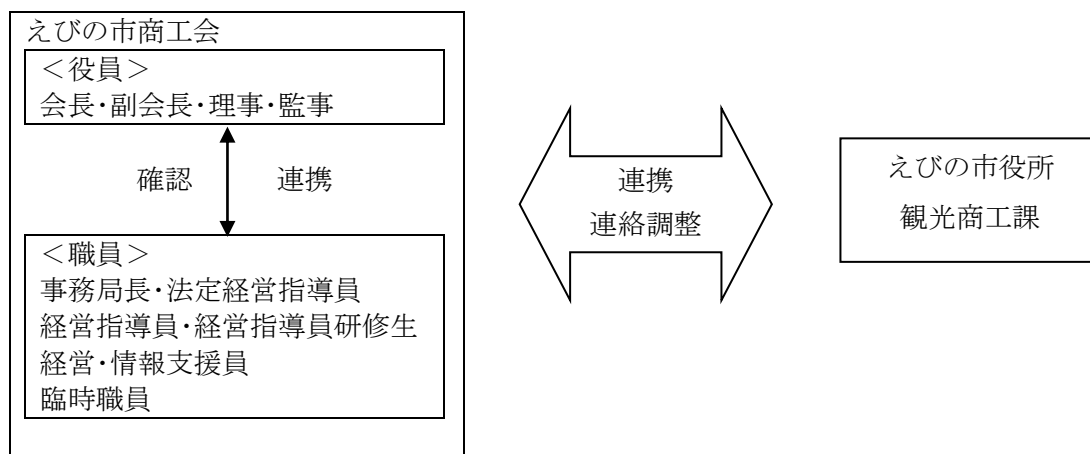 えびの市商工会
＜役員＞
会長・副会長・理事・監事
確認　連携
＜職員＞
事務局長・法定経営指導員
経営指導員・経営指導員研修生
経営・情報支援員
臨時職員
連携
連絡調整
えびの市役所
観光商工課